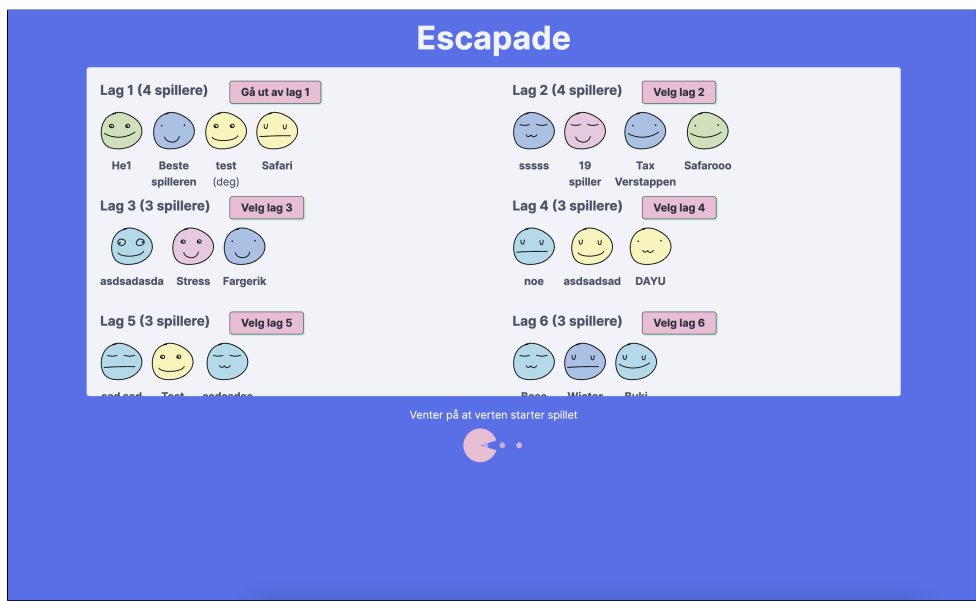 Escapade
Lag 1 (4 spillere) Gå ut av lag 1
He1 Beste spilleren test (deg) Safari
Lag 2 (4 spillere) Velg lag 2
sssss 19 spiller Tax Verstappen Safarooo
Lag 3 (3 spillere) Velg lag 3
asdsadasda Stress Fargerik
Lag 4 (3 spillere) Velg lag 4
noe asdsadsad DAYU
Lag 5 (3 spillere) Velg lag 5
Test
Lag 6 (3 spillere) Velg lag 6
Venter på at verten starter spillet